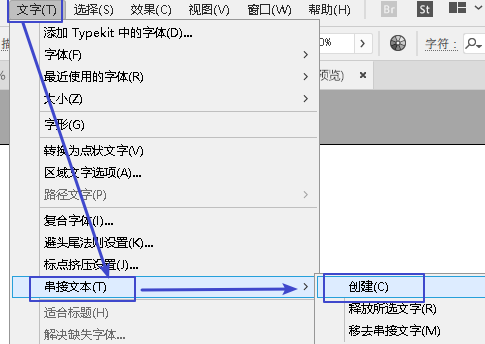 文字(T) 选择(S) 效果(C) 视图(V) 窗口(W) 帮助(H) Br St
添加 Typekit 中的字体(D)...
0% 字符:
字体(F)
最近使用的字体(R)
% 预览)
大小(Z)
字形(G)
转换为点状文字(V)
区域文字选项(A)...
路径文字(P)
复合字体(I)...
避头尾法则设置(K)...
标点挤压设置(J)...
串接文本(T) 创建(C)
适合标题(H) 释放所选文字(R)
解决缺失字体... 移去串接文字(M)